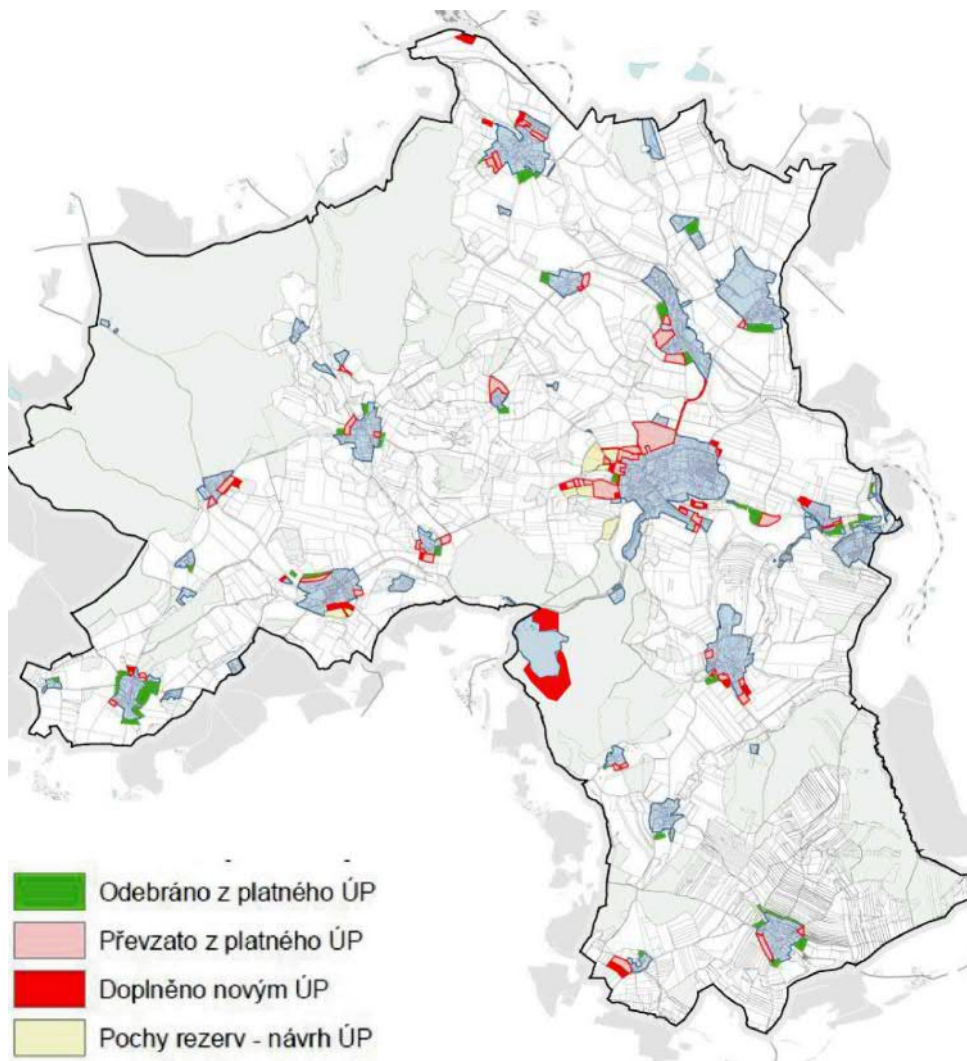 Odebráno z platného ÚP
Převzato z platného ÚP
Doplněno novým ÚP
Pochy rezerv - návrh ÚP